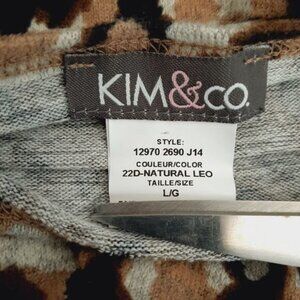 KIM&CO.
STYLE:
12970 2690 J14
COULEUR/COLOR
22D-NATURAL LEO
TAILLE/SIZE
L/G